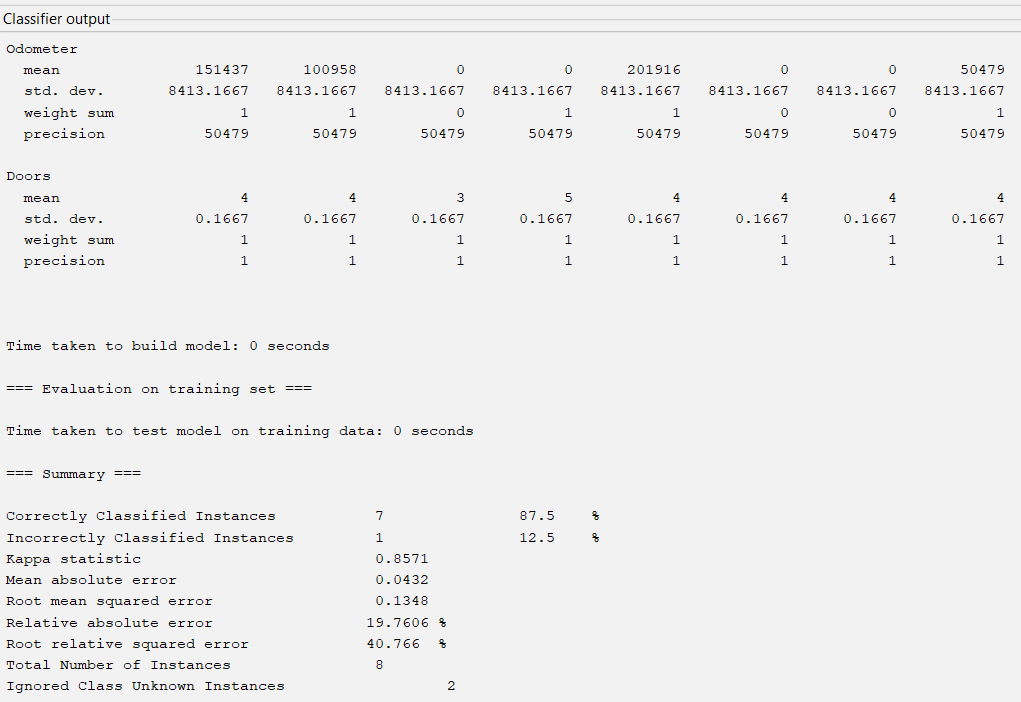 Classifier output
Odometer
mean 151437 100958 0 0 201916 0 0 50479
std. dev. 8413.1667 8413.1667 8413.1667 8413.1667 8413.1667 8413.1667 8413.1667 8413.1667
weight sum 1 1 0 1 1 0 0 1
precision 50479 50479 50479 50479 50479 50479 50479 50479
Doors
mean 4 4 3 5 4 4 4 4
std. dev. 0.1667 0.1667 0.1667 0.1667 0.1667 0.1667 0.1667 0.1667
weight sum 1 1 1 1 1 1 1 1
precision 1 1 1 1 1 1 1 1
Time taken to build model: 0 seconds
=== Evaluation on training set ===
Time taken to test model on training data: 0 seconds
=== Summary ===
Correctly Classified Instances 7 87.5 %
Incorrectly Classified Instances 1 12.5 %
Kappa statistic 0.8571
Mean absolute error 0.0432
Root mean squared error 0.1348
Relative absolute error 19.7606 %
Root relative squared error 40.766 %
Total Number of Instances 8
Ignored Class Unknown Instances 2